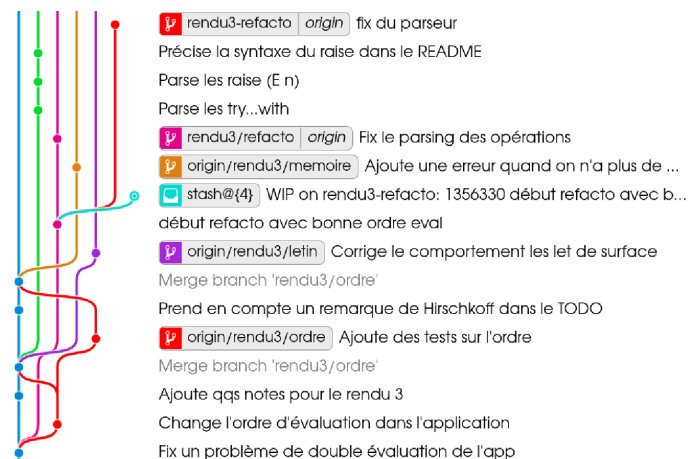 rendu3-refacto origin fix du parseur
Précise la syntaxe du raise dans le README
Parse les raise (E n)
Parse les try...with
rendu3/refacto origin Fix le parsing des opérations
origin/rendu3/memoire Ajoute une erreur quand on n'a plus de ...
stash@{4} WIP on rendu3-refacto: 1356330 début refacto avec b...
début refacto avec bonne ordre eval
origin/rendu3/letin Corrige le comportement les let de surface
Merge branch 'rendu3/ordre'
Prend en compte un remarque de Hirschkoff dans le TODO
origin/rendu3/ordre Ajoute des tests sur l'ordre
Merge branch 'rendu3/ordre'
Ajoute qqs notes pour le rendu 3
Change l'ordre d'évaluation dans l'application
Fix un problème de double évaluation de l'app